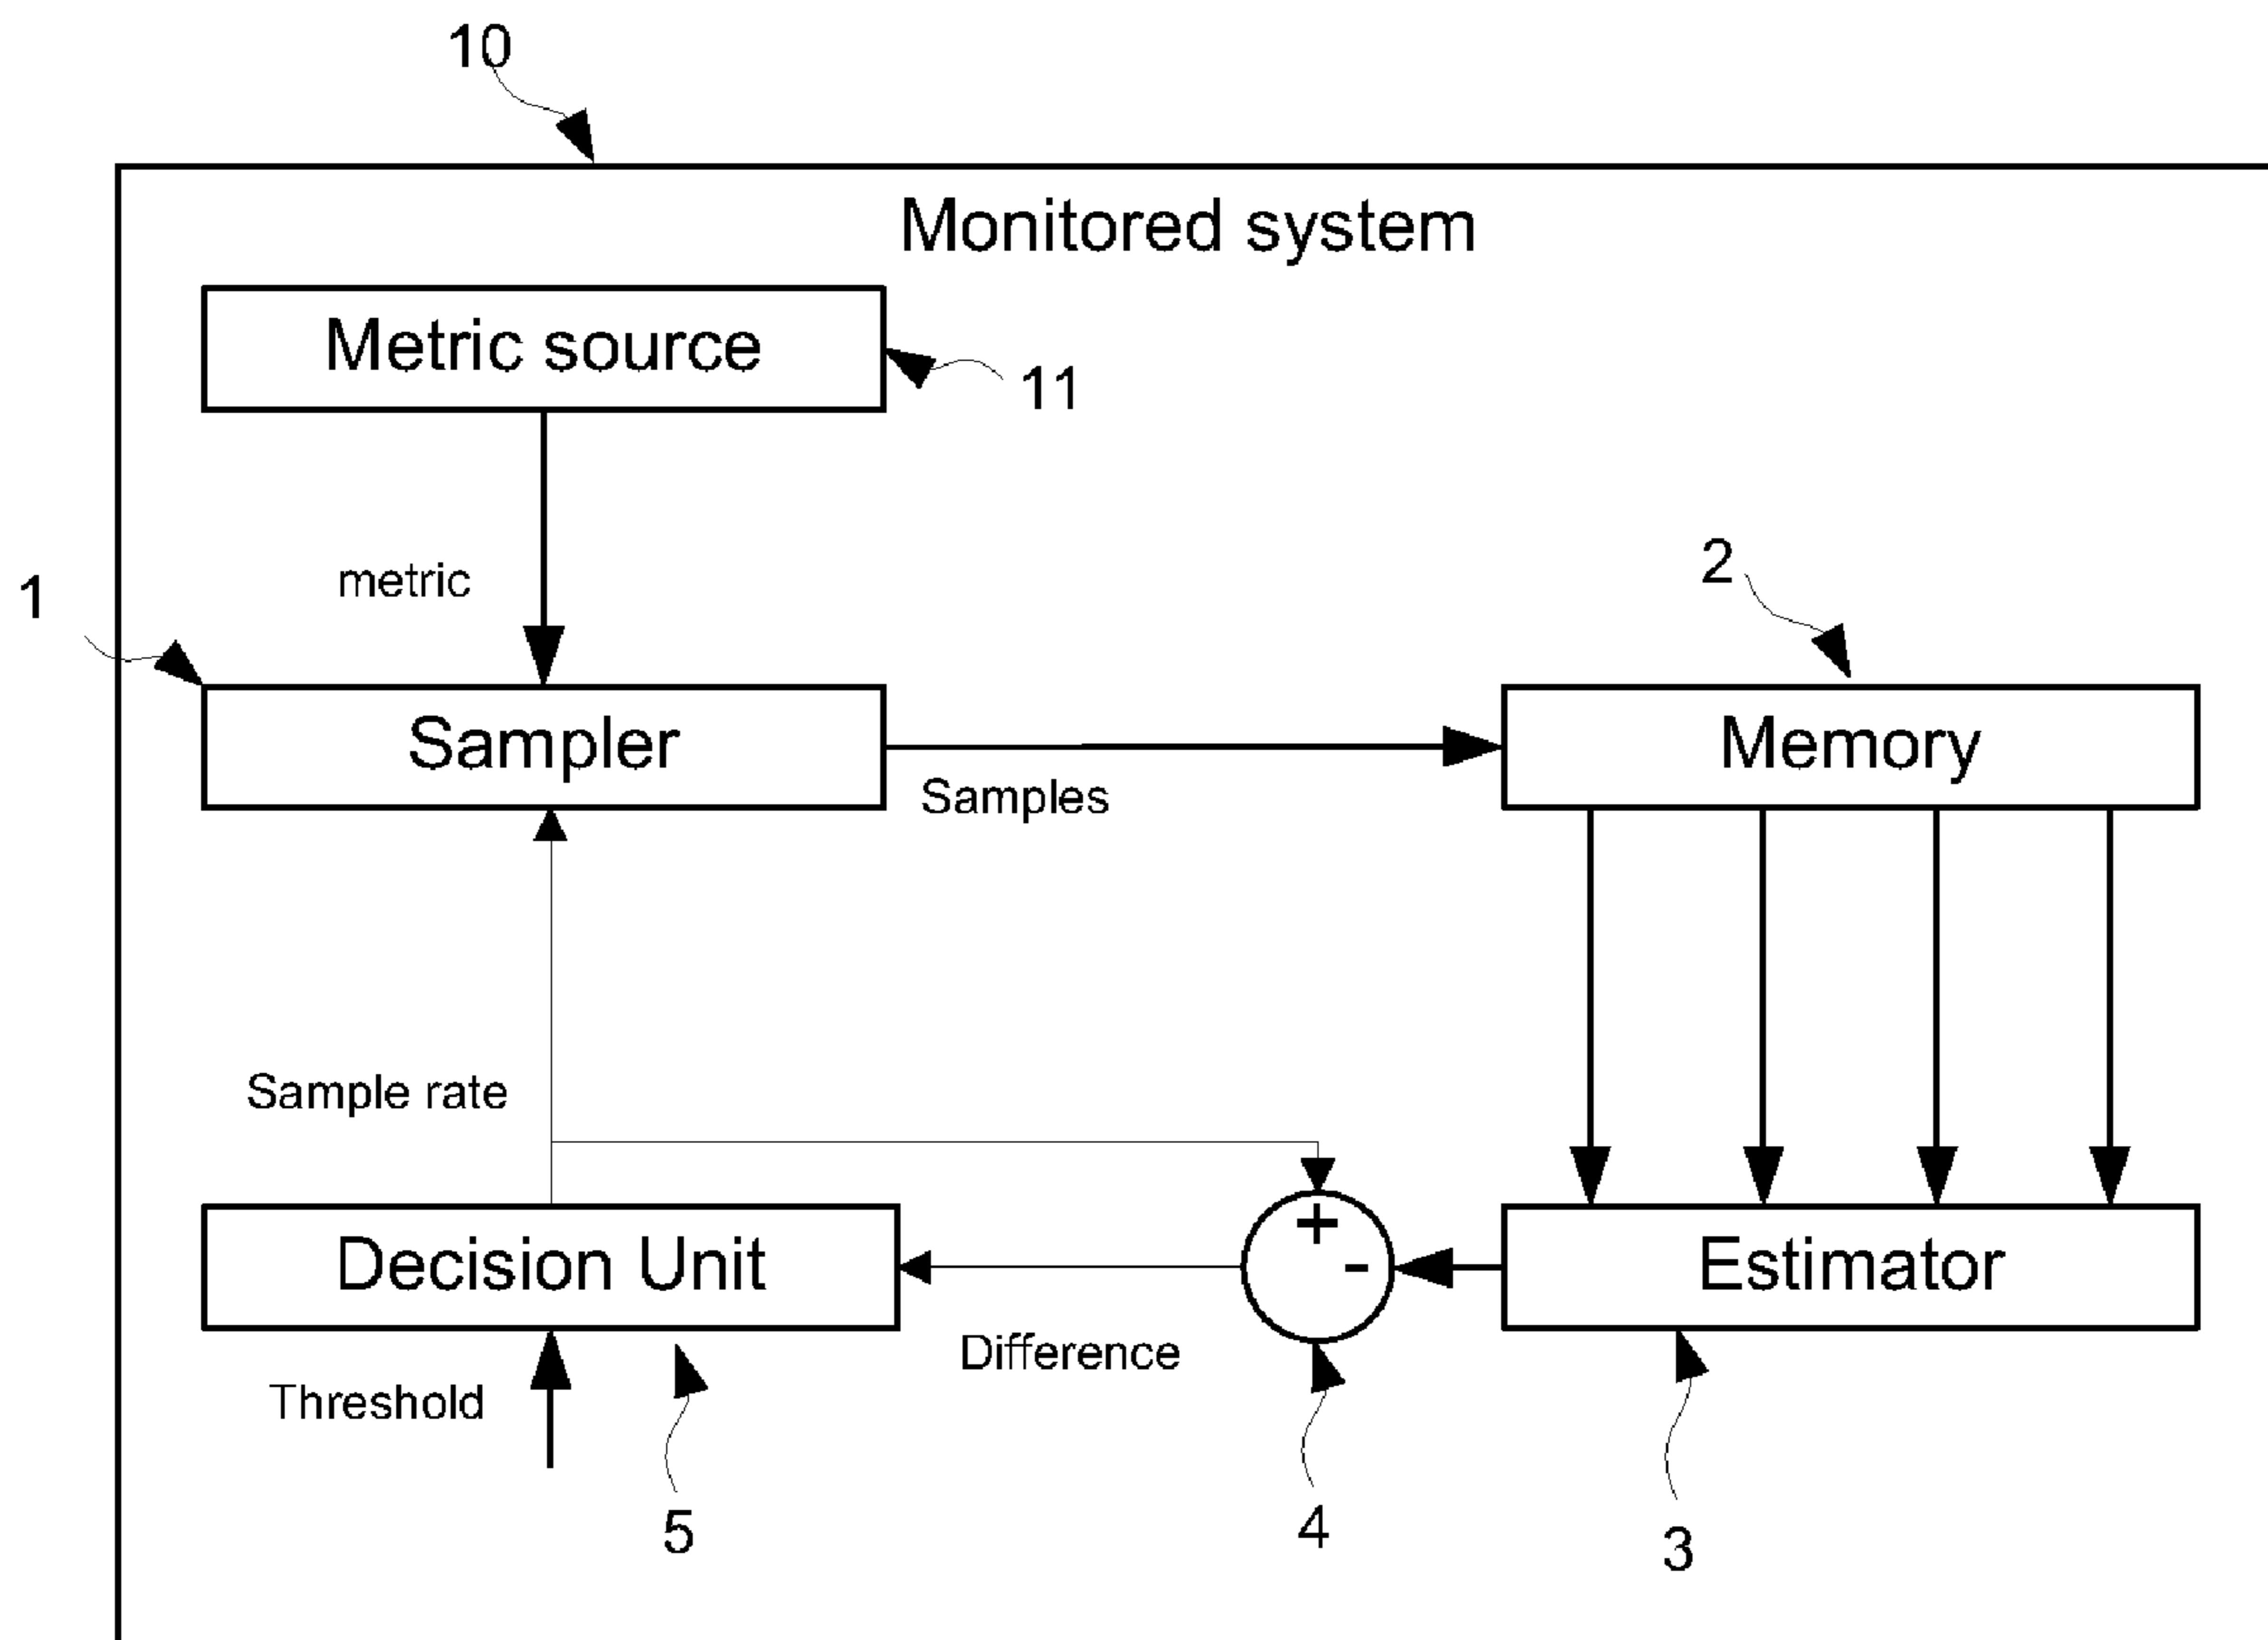 10
Monitored system
Metric source
11
metric
1
2
Sampler
Memory
Samples
Sample rate
+
-
Decision Unit
Estimator
Difference
Threshold
5
4
3